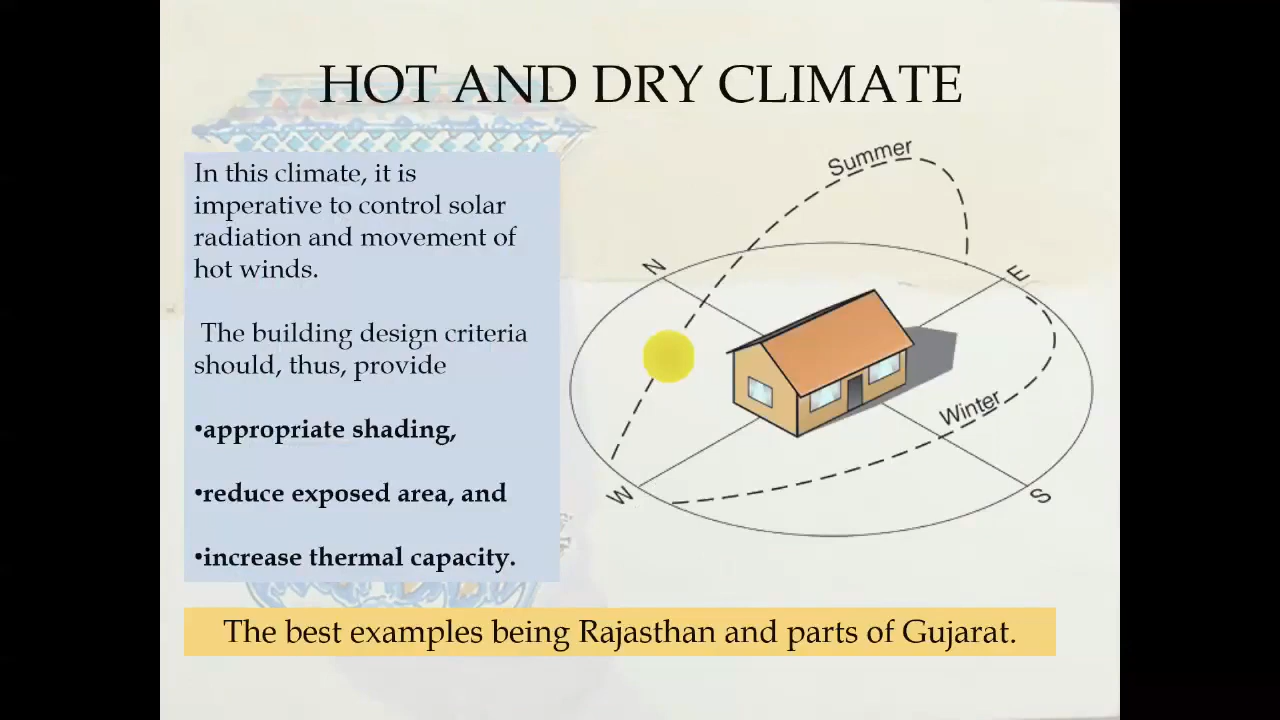 HOT AND DRY CLIMATE
In this climate, it is
imperative to control solar
radiation and movement of
hot winds.
The building design criteria
should, thus, provide
•appropriate shading,
•reduce exposed area, and
•increase thermal capacity.
Summer
N
E
Winter
W
S
The best examples being Rajasthan and parts of Gujarat.